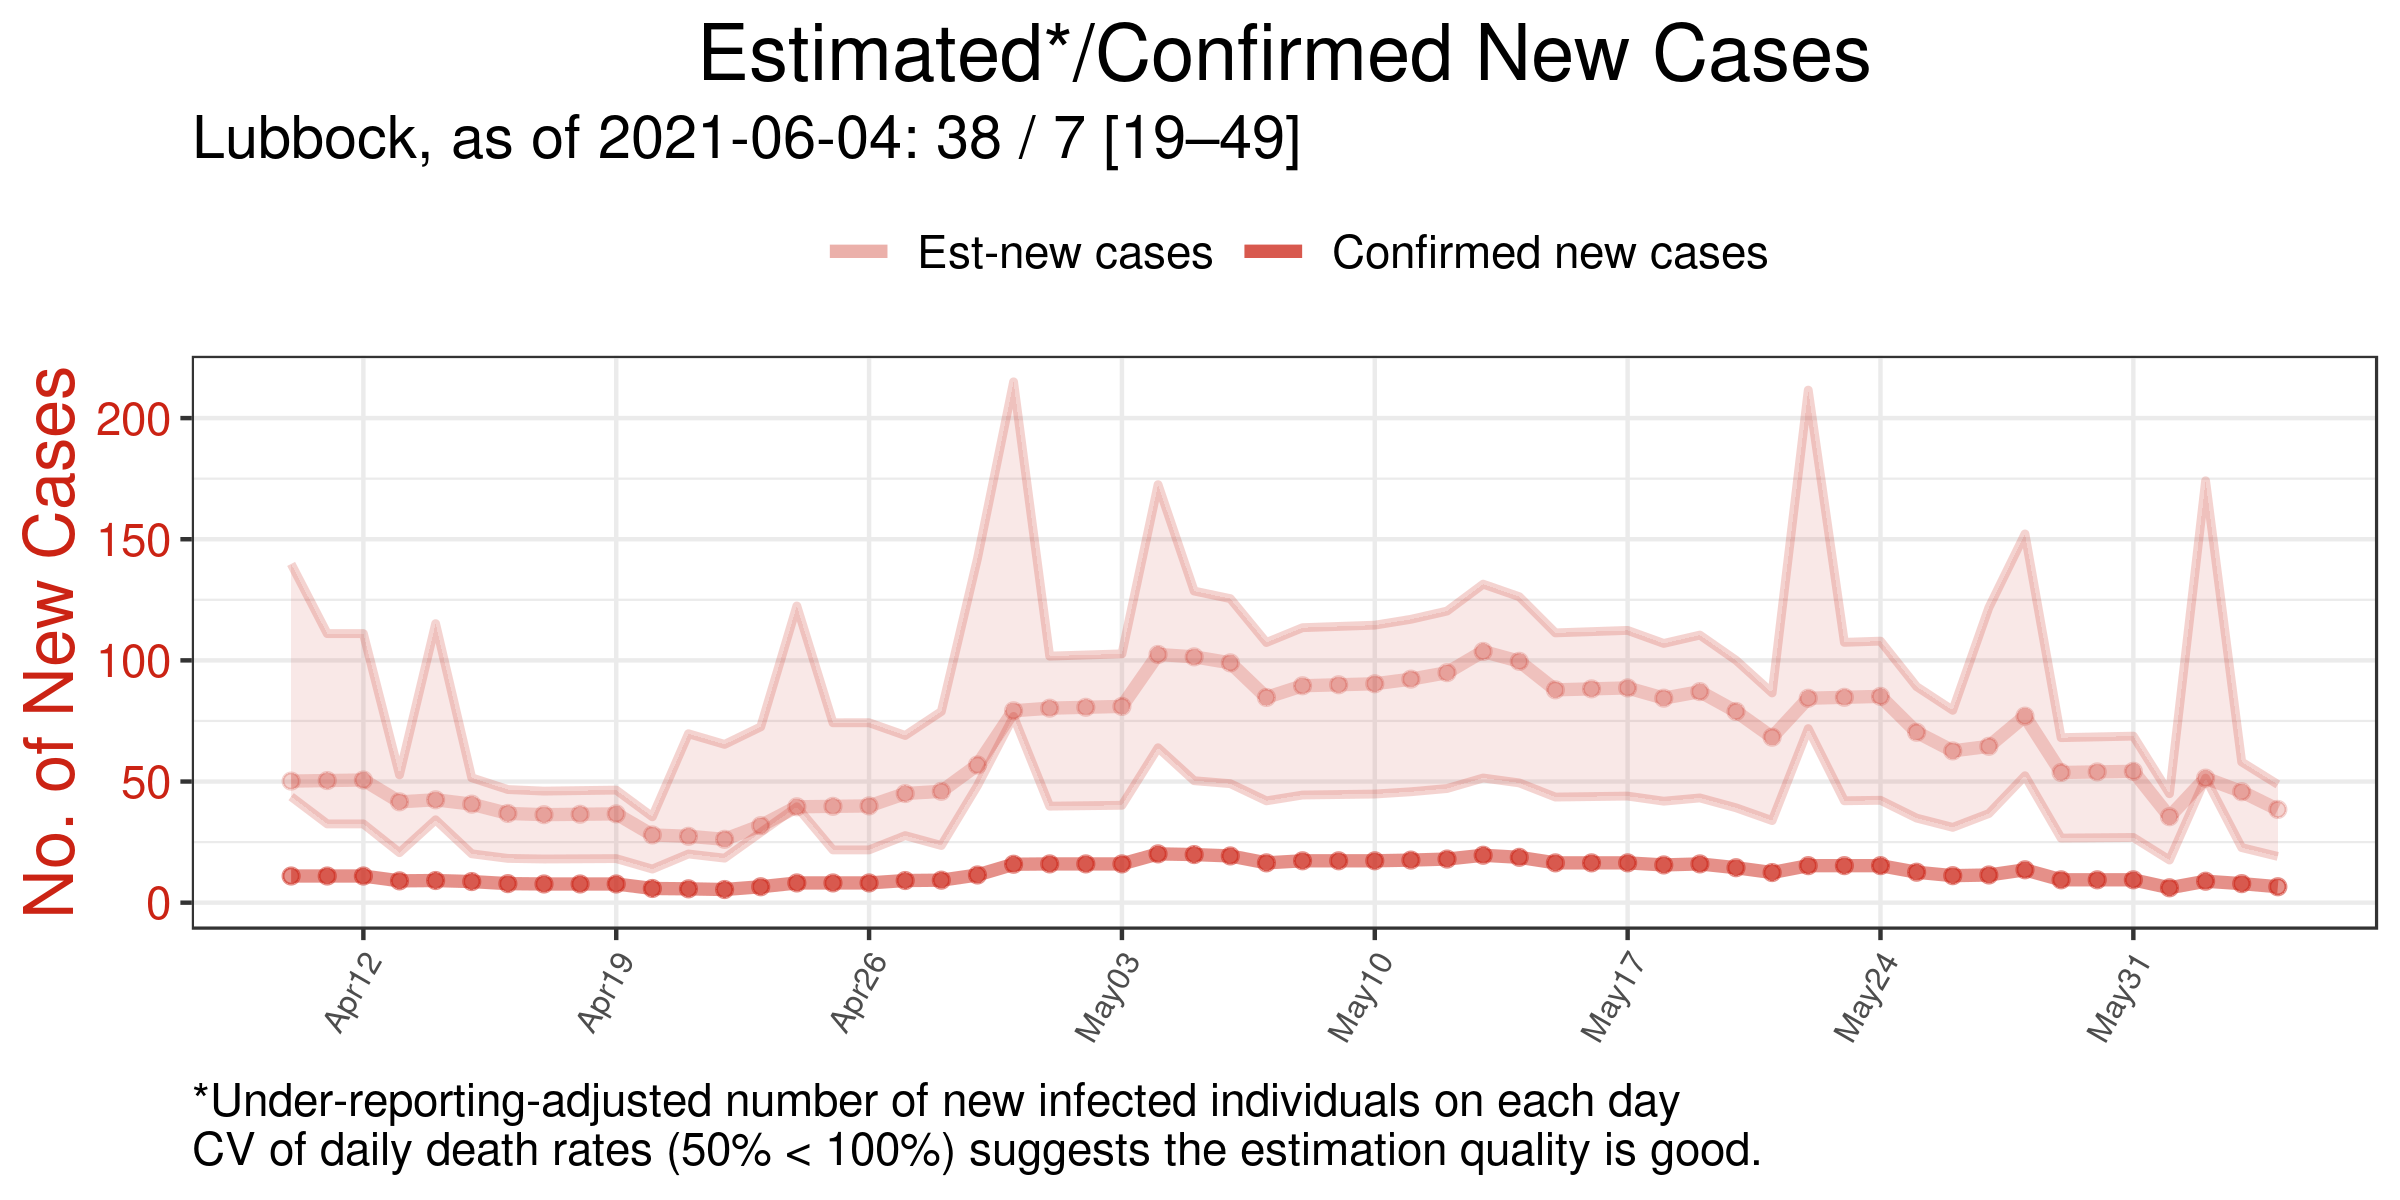 Estimated*/Confirmed New Cases
Lubbock, as of 2021-06-04: 38 / 7 [19–49]
Est-new cases
Confirmed new cases
No. of New Cases
200
150
100
50
0
Apr12
Apr19
Apr26
May03
May10
May17
May24
May31
*Under-reporting-adjusted number of new infected individuals on each day
CV of daily death rates (50% < 100%) suggests the estimation quality is good.